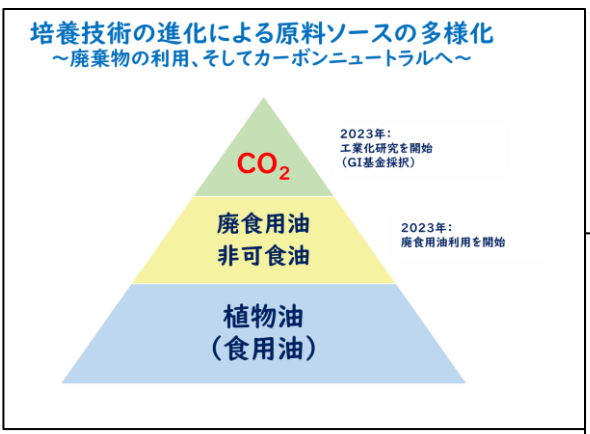 培養技術の進化による原料ソースの多様化
～廃棄物の利用、そしてカーボンニュートラルへ～
CO₂
2023年：
工業化研究を開始
（GI基金採択）
廃食用油
非可食油
2023年：
廃食用油利用を開始
植物油
（食用油）